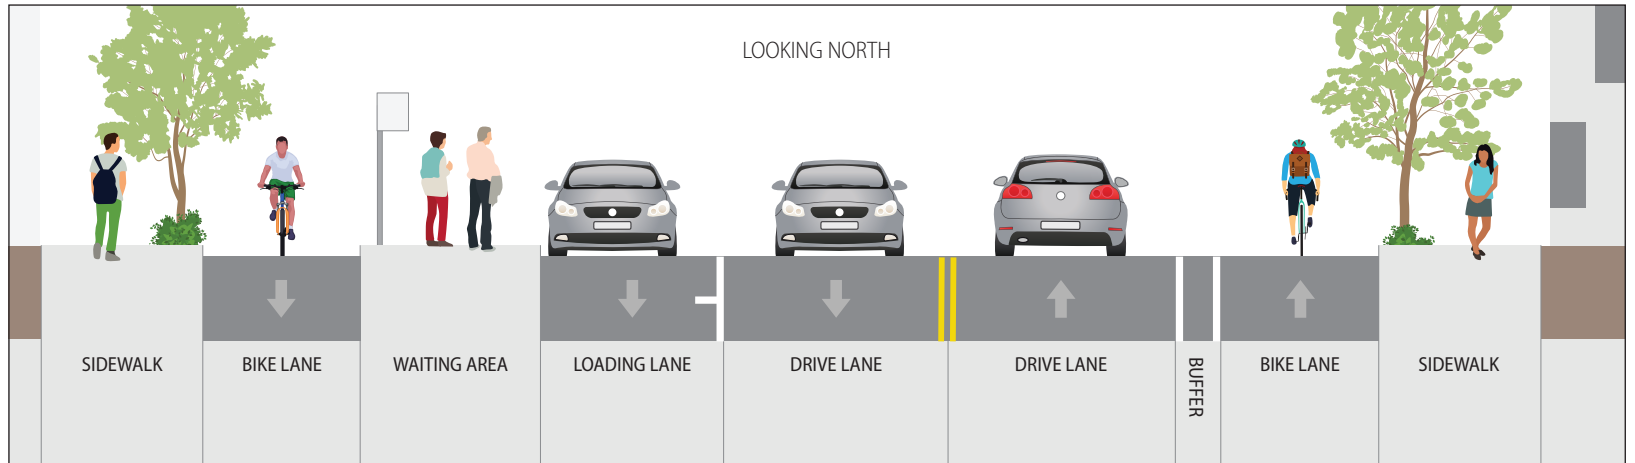 LOOKING NORTH
SIDEWALK
BIKE LANE
WAITING AREA
LOADING LANE
DRIVE LANE
DRIVE LANE
BUFFER
BIKE LANE
SIDEWALK